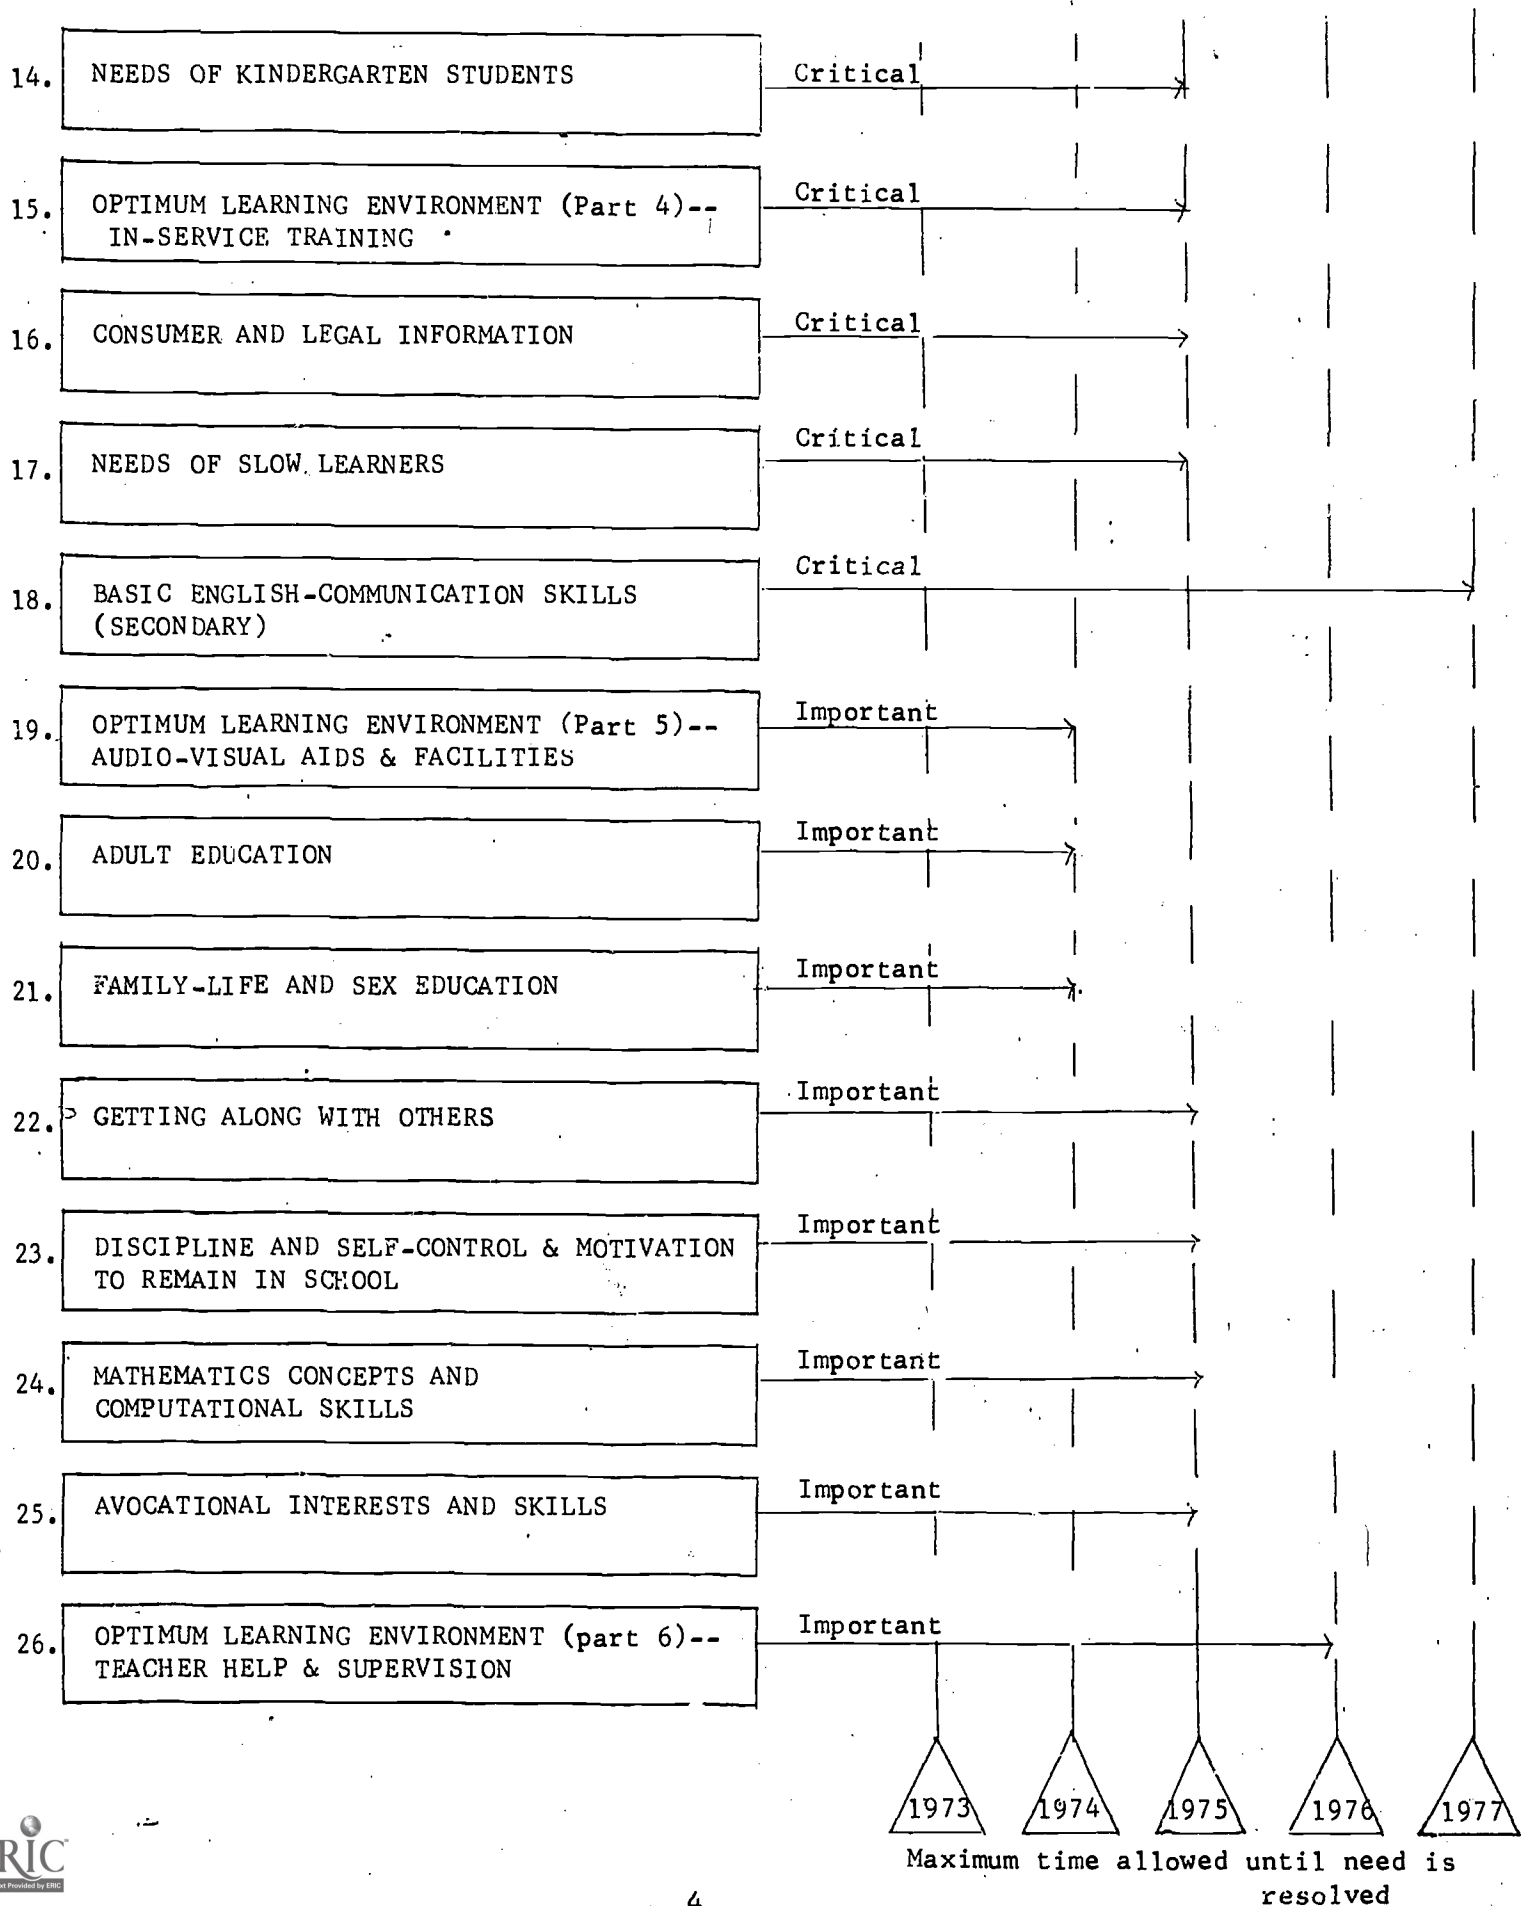 14. NEEDS OF KINDERGARTEN STUDENTS Critical
15. OPTIMUM LEARNING ENVIRONMENT (Part 4)-- Critical
IN-SERVICE TRAINING
16. CONSUMER AND LEGAL INFORMATION Critical
17. NEEDS OF SLOW LEARNERS Critical
18. BASIC ENGLISH-COMMUNICATION SKILLS Critical
(SECONDARY)
19. OPTIMUM LEARNING ENVIRONMENT (Part 5)-- Important
AUDIO-VISUAL AIDS & FACILITIES
20. ADULT EDUCATION Important
21. FAMILY-LIFE AND SEX EDUCATION Important
22. GETTING ALONG WITH OTHERS Important
23. DISCIPLINE AND SELF-CONTROL & MOTIVATION Important
TO REMAIN IN SCHOOL
24. MATHEMATICS CONCEPTS AND Important
COMPUTATIONAL SKILLS
25. AVOCATIONAL INTERESTS AND SKILLS Important
26. OPTIMUM LEARNING ENVIRONMENT (part 6)-- Important
TEACHER HELP & SUPERVISION
1973 1974 1975 1976 1977
Maximum time allowed until need is
resolved
4